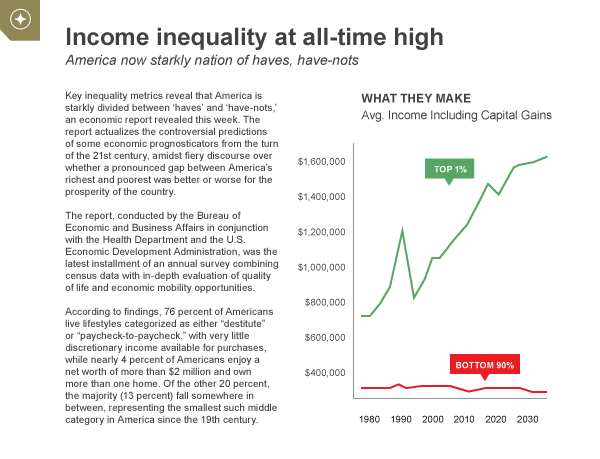 Income inequality at all-time high
America now starkly nation of haves, have-nots
Key inequality metrics reveal that America is
starkly divided between ‘haves’ and ‘have-nots,’
an economic report revealed this week. The
report actualizes the controversial predictions
of some economic prognosticators from the turn
of the 21st century, amidst fiery discourse over
whether a pronounced gap between America’s
richest and poorest was better or worse for the
prosperity of the country.
The report, conducted by the Bureau of
Economic and Business Affairs in conjunction
with the Health Department and the U.S.
Economic Development Administration, was the
latest installment of an annual survey combining
census data with in-depth evaluation of quality
of life and economic mobility opportunities.
According to findings, 76 percent of Americans
live lifestyles categorized as either “destitute”
or “paycheck-to-paycheck,” with very little
discretionary income available for purchases,
while nearly 4 percent of Americans enjoy a
net worth of more than $2 million and own
more than one home. Of the other 20 percent,
the majority (13 percent) fall somewhere in
between, representing the smallest such middle
category in America since the 19th century.
WHAT THEY MAKE
Avg. Income Including Capital Gains
$1,600,000
$1,400,000
$1,200,000
$1,000,000
$800,000
$600,000
$400,000
TOP 1%
BOTTOM 90%
1980 1990 2000 2010 2020 2030